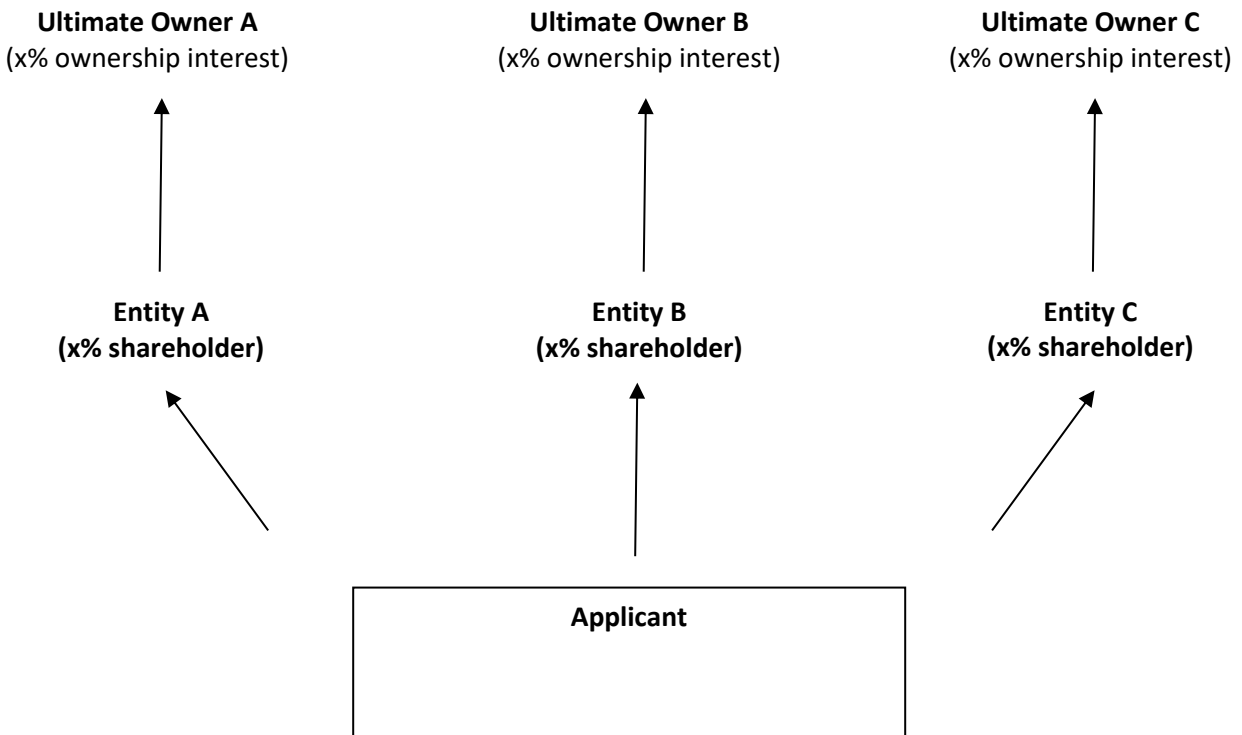 Ultimate Owner A
(x% ownership interest)
Ultimate Owner B
(x% ownership interest)
Ultimate Owner C
(x% ownership interest)
Entity A
(x% shareholder)
Entity B
(x% shareholder)
Entity C
(x% shareholder)
Applicant